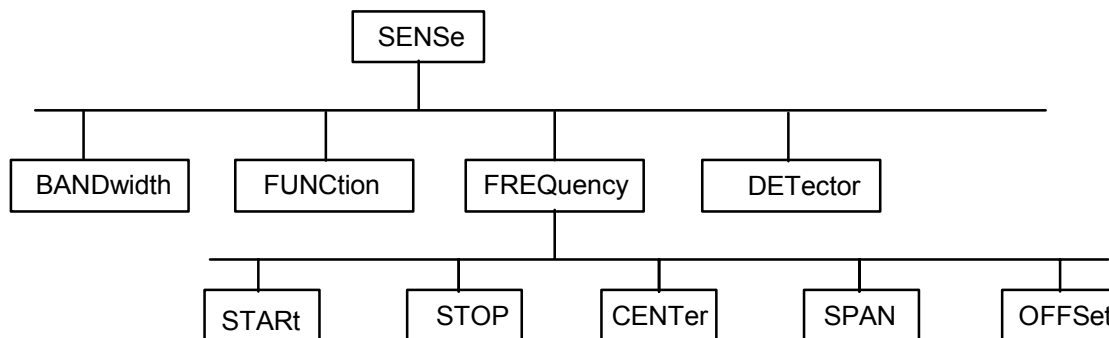 SENSe
BANDwidth FUNCtion FREQuency DETector
STARt STOP CENTer SPAN OFFSet